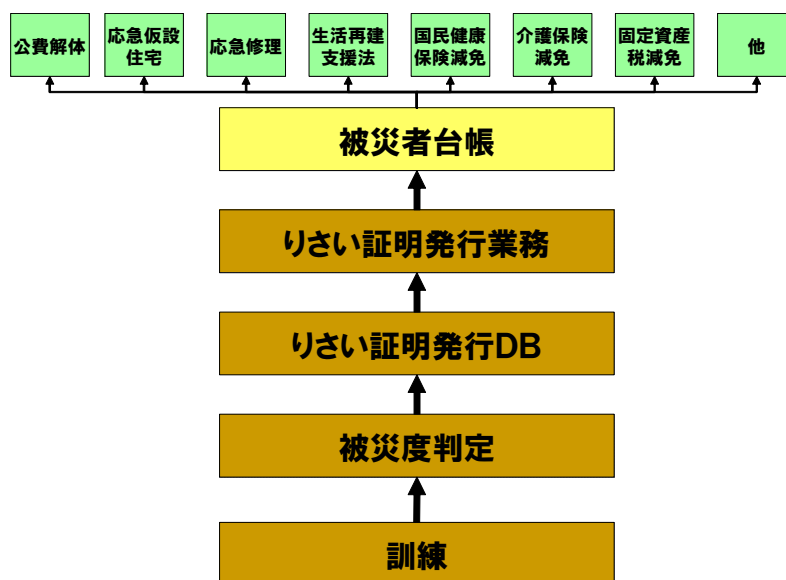 公費解体
応急仮設
住宅
応急修理
生活再建
支援法
国民健康
保険減免
介護保険
減免
固定資産
税減免
他
被災者台帳
りさい証明発行業務
りさい証明発行DB
被災度判定
訓練